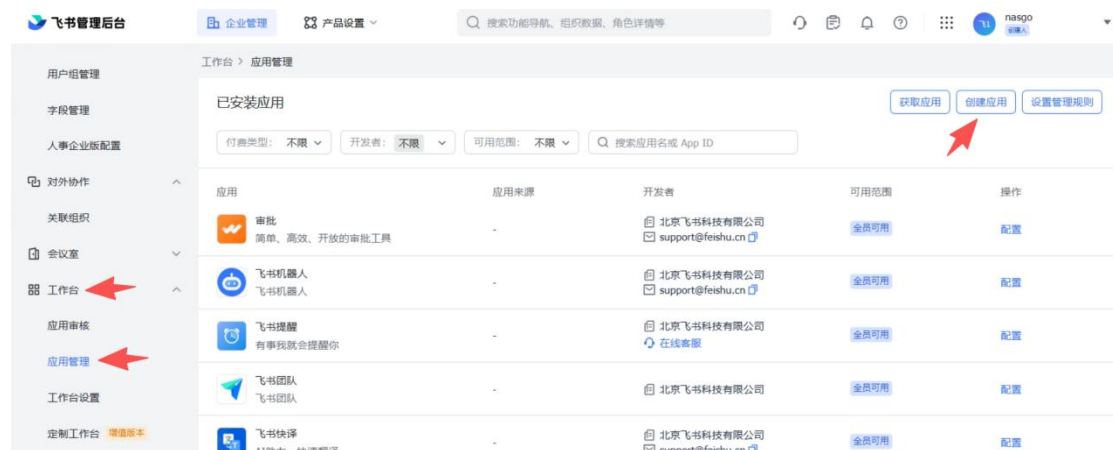 飞书管理后台
企业管理
产品设置
搜索功能导航、组织数据、角色详情等
nasgo
创建人
用户组管理
字段管理
人事企业版配置
对外协作
关联组织
会议室
工作台
应用审核
应用管理
工作台设置
定制工作台 增值版本
工作台 > 应用管理
已安装应用
获取应用
创建应用
设置管理规则
付费类型: 不限
开发者: 不限
可用范围: 不限
搜索应用名或 App ID
应用 应用来源 开发者 可用范围 操作
审批 - 北京飞书科技有限公司 全员可用 配置
简单、高效、开放的审批工具 support@feishu.cn
飞书机器人 - 北京飞书科技有限公司 全员可用 配置
飞书机器人 support@feishu.cn
飞书提醒 - 北京飞书科技有限公司 全员可用 配置
有事我就会提醒你 在线客服
飞书团队 - 北京飞书科技有限公司 全员可用 配置
飞书团队
飞书快译 - 北京飞书科技有限公司 全员可用 配置
support@feishu.cn